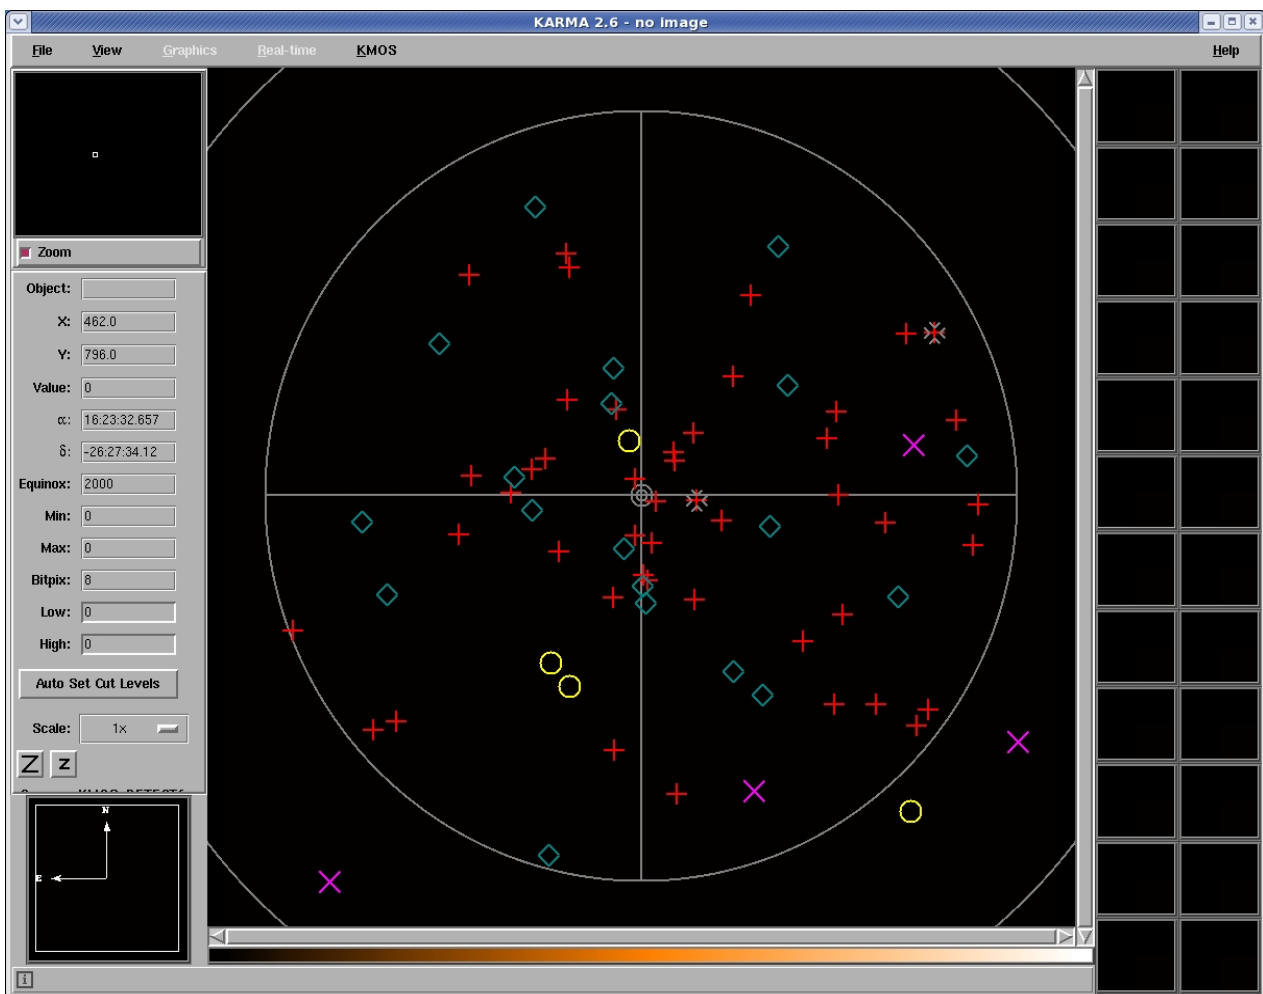 KARMA 2.6 - no image
File View Graphics Real-time KMOS Help
Zoom
Object:
X: 462.0
Y: 796.0
Value: 0
α: 16:23:32.657
δ: -26:27:34.12
Equinox: 2000
Min: 0
Max: 0
Bitpix: 8
Low: 0
High: 0
Auto Set Cut Levels
Scale: 1x
Z z
N
E
i